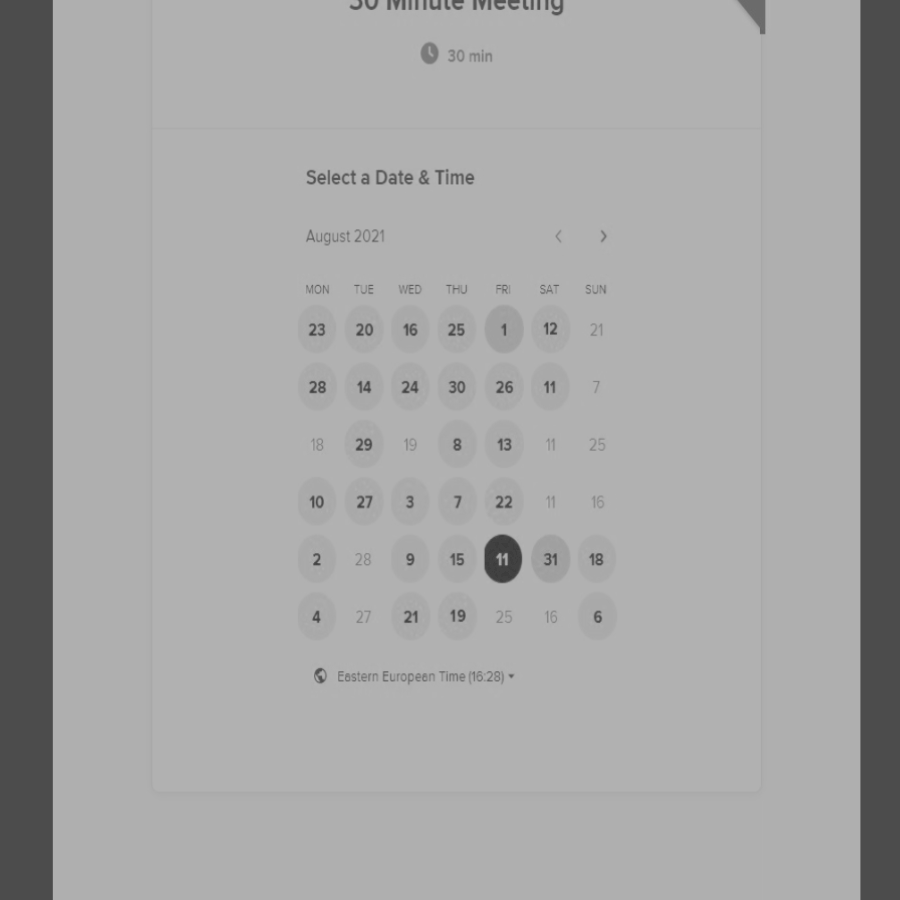 30 Minute Meeting
30 min
Select a Date & Time
August 2021
MON TUE WED THU FRI SAT SUN
23 20 16 25 1 12 21
28 14 24 30 26 11 7
18 29 19 8 13 11 25
10 27 3 7 22 11 16
2 28 9 15 11 31 18
4 27 21 19 25 16 6
Eastern European Time (16:28)